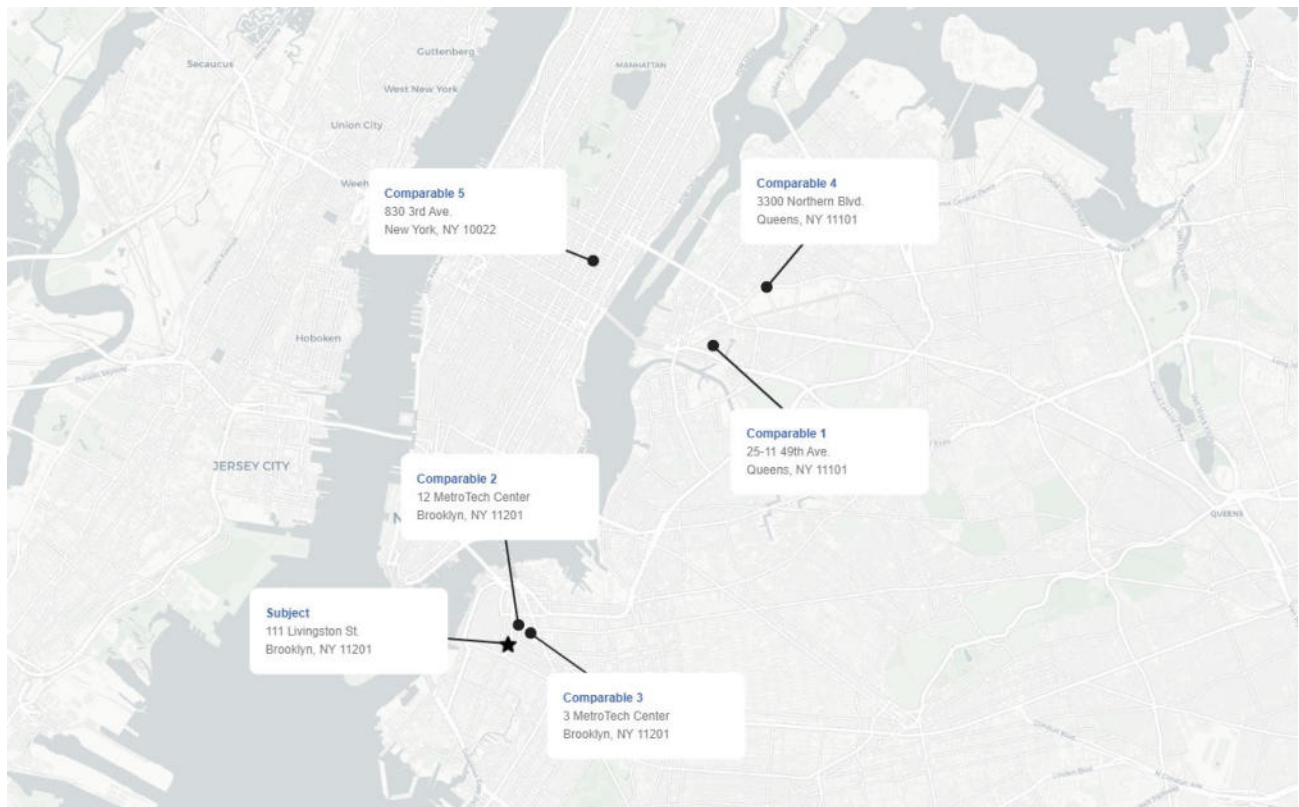 Guttenberg
Secaucus
MANHATTAN
West New York
Union City
Comparable 5
830 3rd Ave.
New York, NY 10022
Comparable 4
3300 Northern Blvd.
Queens, NY 11101
Hoboken
Comparable 1
25-11 49th Ave.
Queens, NY 11101
JERSEY CITY
Comparable 2
12 MetroTech Center
Brooklyn, NY 11201
QUEENS
Subject
111 Livingston St.
Brooklyn, NY 11201
Comparable 3
3 MetroTech Center
Brooklyn, NY 11201